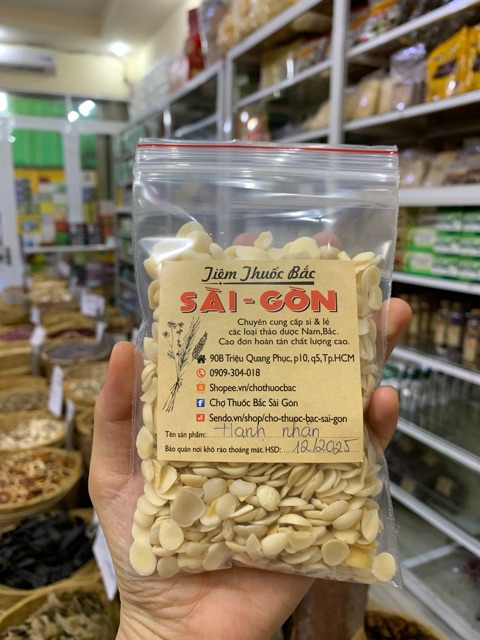 Tiệm Thuốc Bắc
SÀI-GÒN
Chuyên cung cấp sỉ & lẻ
các loại thảo dược Nam,Bắc.
Cao đơn hoàn tán chất lượng cao.
90B Triệu Quang Phục, p10, q5,Tp.HCM
0909-304-018
Shopee.vn/chothuocbac
Chợ Thuốc Bắc Sài Gòn
Sendo.vn/shop/cho-thuoc-bac-sai-gon
Tên sản phẩm: Hạnh nhân
Bảo quản nơi khô ráo thoáng mát. HSD: 12/2025